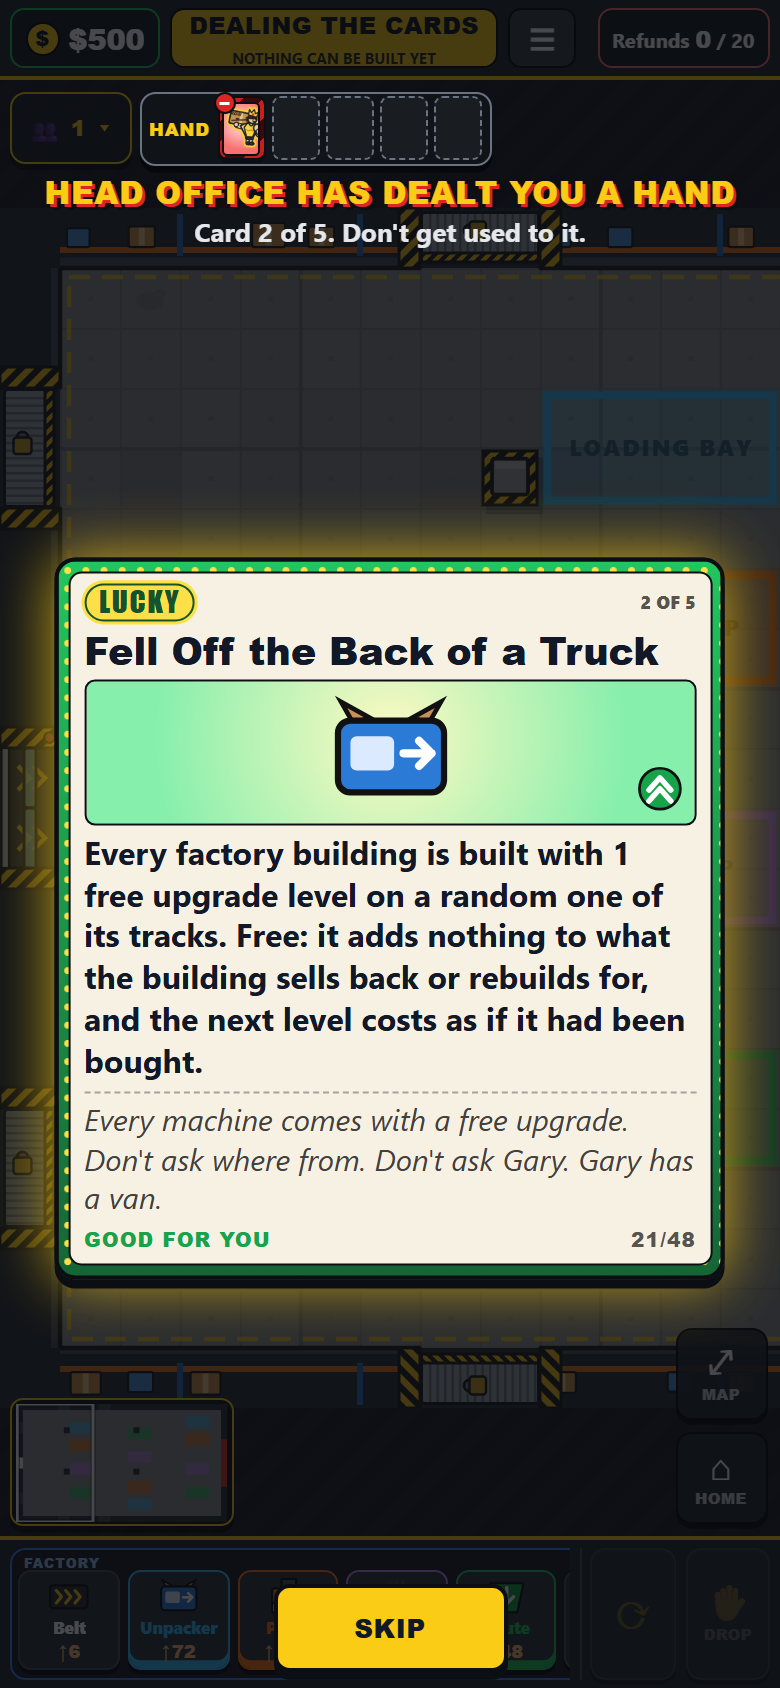 $500
DEALING THE CARDS
NOTHING CAN BE BUILT YET
Refunds 0 / 20
1
HAND
HEAD OFFICE HAS DEALT YOU A HAND
Card 2 of 5. Don't get used to it.
LOADING BAY
LUCKY
2 OF 5
Fell Off the Back of a Truck
Every factory building is built with 1
free upgrade level on a random one of
its tracks. Free: it adds nothing to what
the building sells back or rebuilds for,
and the next level costs as if it had been
bought.
Every machine comes with a free upgrade.
Don't ask where from. Don't ask Gary. Gary has
a van.
GOOD FOR YOU
21/48
MAP
HOME
FACTORY
Belt
↑6
Unpacker
↑72
SKIP
DROP